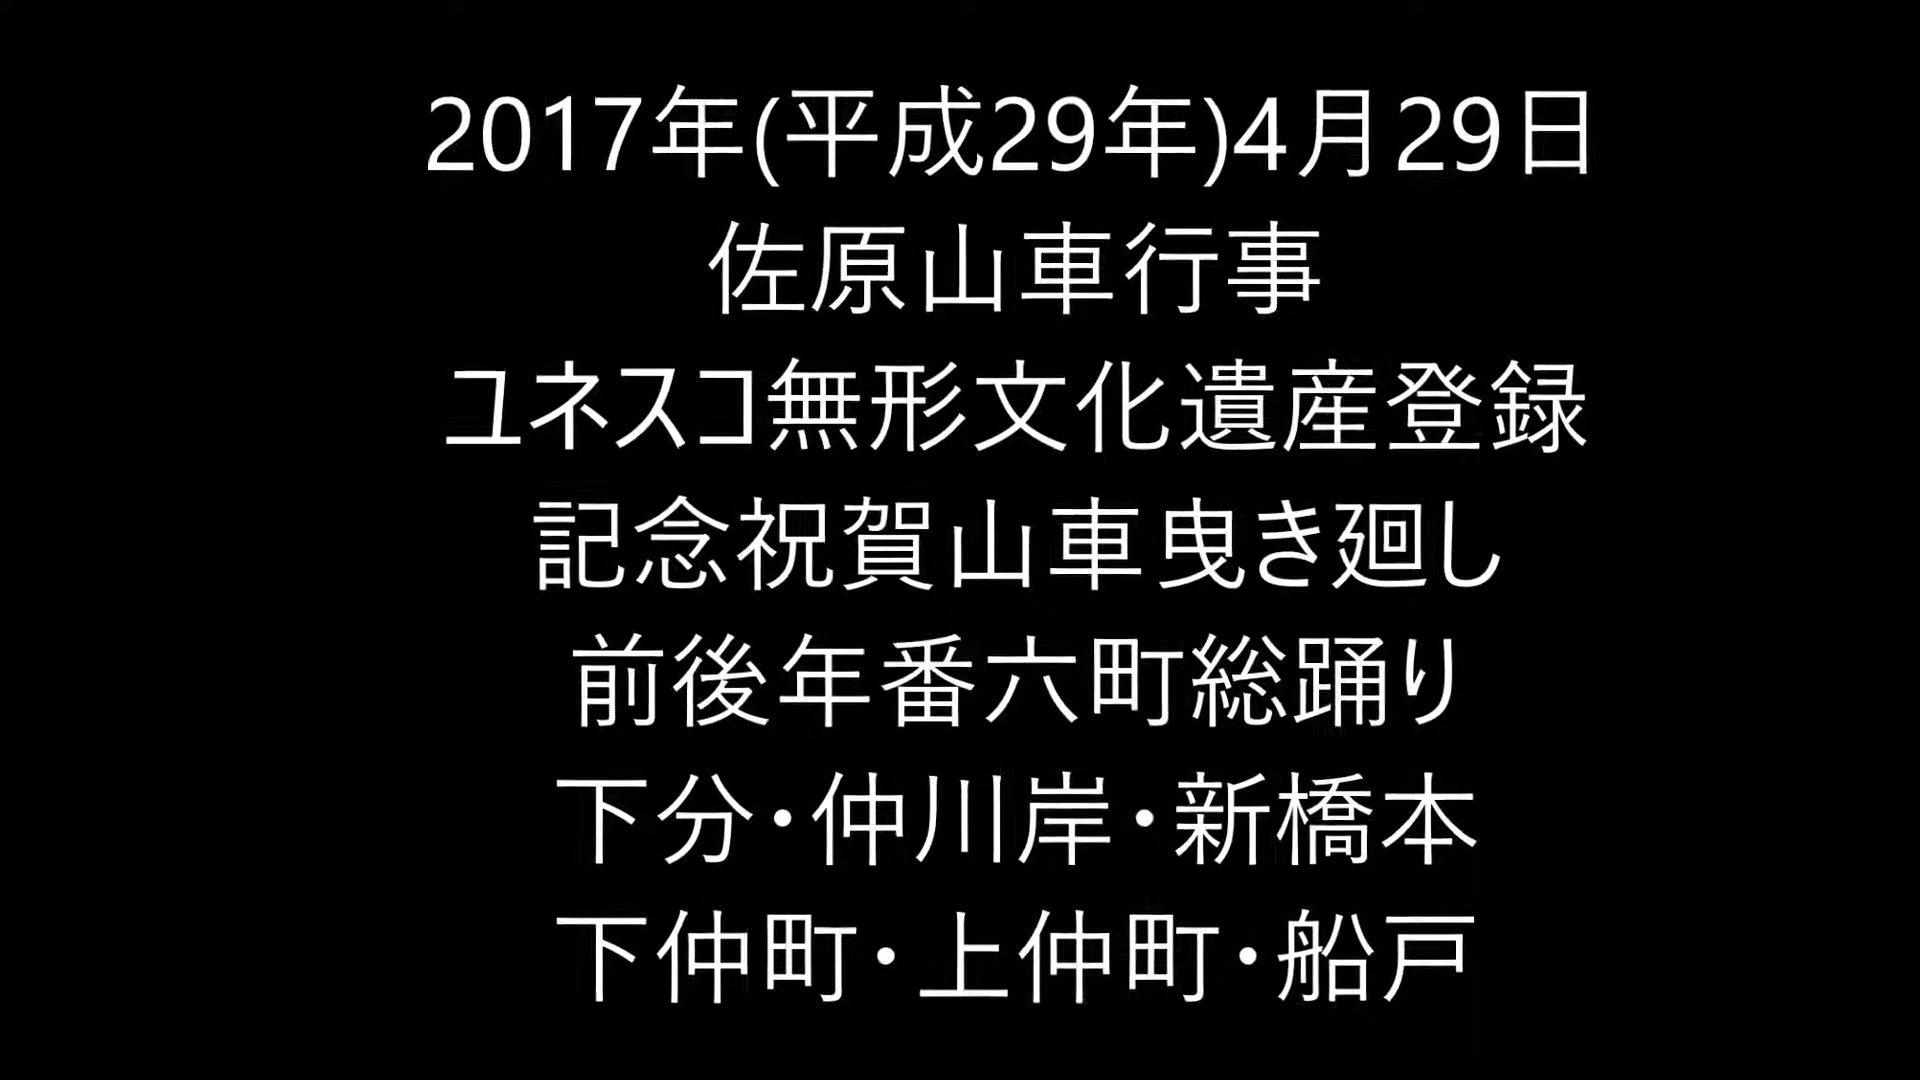 2017年(平成29年)4月29日
佐原山車行事
ユネスコ無形文化遺産登録
記念祝賀山車曳き廻し
前後年番六町総踊り
下分・仲川岸・新橋本
下仲町・上仲町・船戸